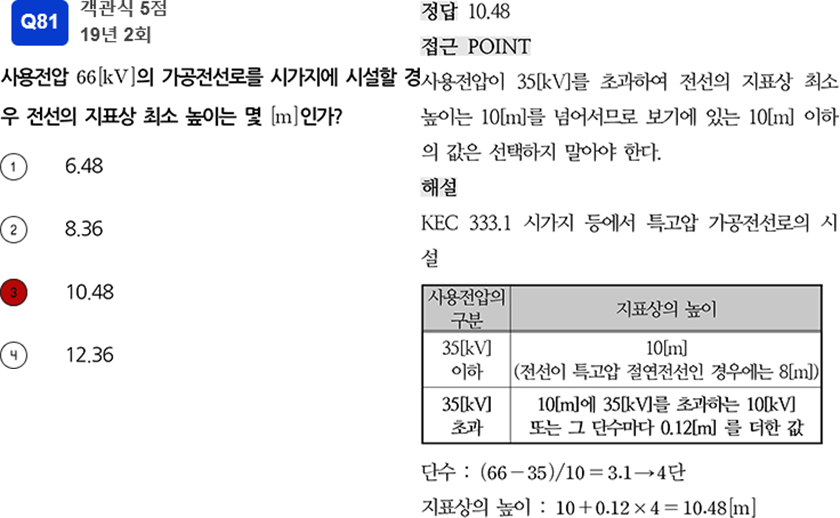 Q81
객관식 5점
19년 2회
사용전압 66[kV]의 가공전선로를 시가지에 시설할 경
우 전선의 지표상 최소 높이는 몇 [m]인가?
① 6.48
② 8.36
③ 10.48
④ 12.36
정답 10.48
접근 POINT
사용전압이 35[kV]를 초과하여 전선의 지표상 최소
높이는 10[m]를 넘어서므로 보기에 있는 10[m] 이하
의 값은 선택하지 말아야 한다.
해설
KEC 333.1 시가지 등에서 특고압 가공전선로의 시
설
사용전압의
구분
지표상의 높이
35[kV]
이하
10[m]
(전선이 특고압 절연전선인 경우에는 8[m])
35[kV]
초과
10[m]에 35[kV]를 초과하는 10[kV]
또는 그 단수마다 0.12[m] 를 더한 값
단수 : (66-35)/10=3.1→4단
지표상의 높이 : 10+0.12×4=10.48[m]